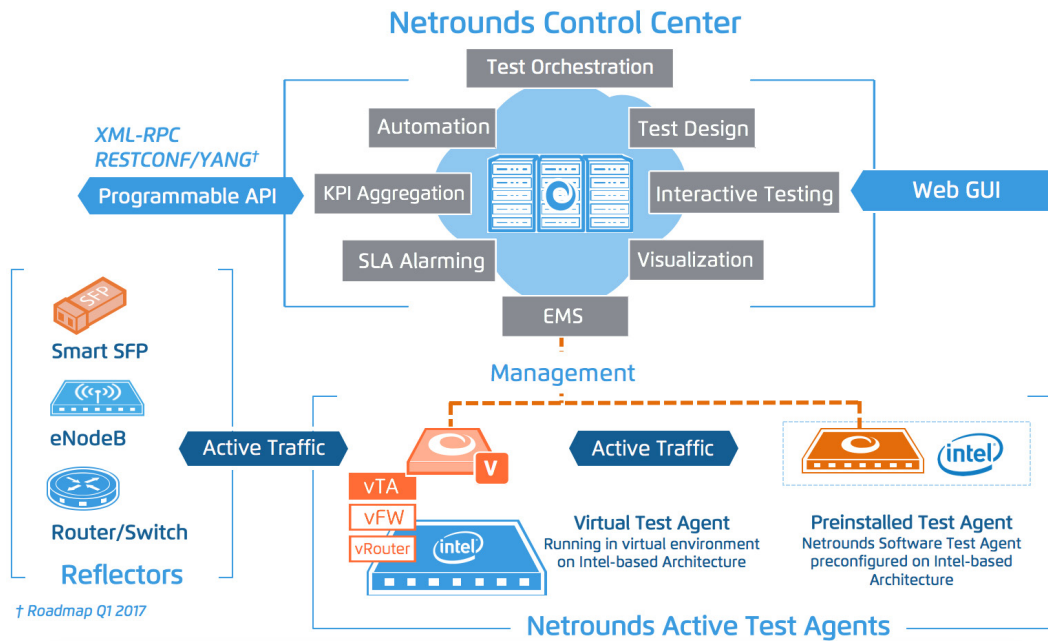 Netrounds Control Center
Test Orchestration
Automation
Test Design
XML-RPC
RESTCONF/YANG†
Programmable API
KPI Aggregation
Interactive Testing
Web GUI
SLA Alarming
Visualization
EMS
SFP
Smart SFP
Management
eNodeB
Active Traffic
Active Traffic
V
intel
vTA
vFW
vRouter
intel
Router/Switch
Virtual Test Agent
Running in virtual environment
on Intel-based Architecture
Preinstalled Test Agent
Netrounds Software Test Agent
preconfigured on Intel-based
Architecture
Reflectors
† Roadmap Q1 2017
Netrounds Active Test Agents